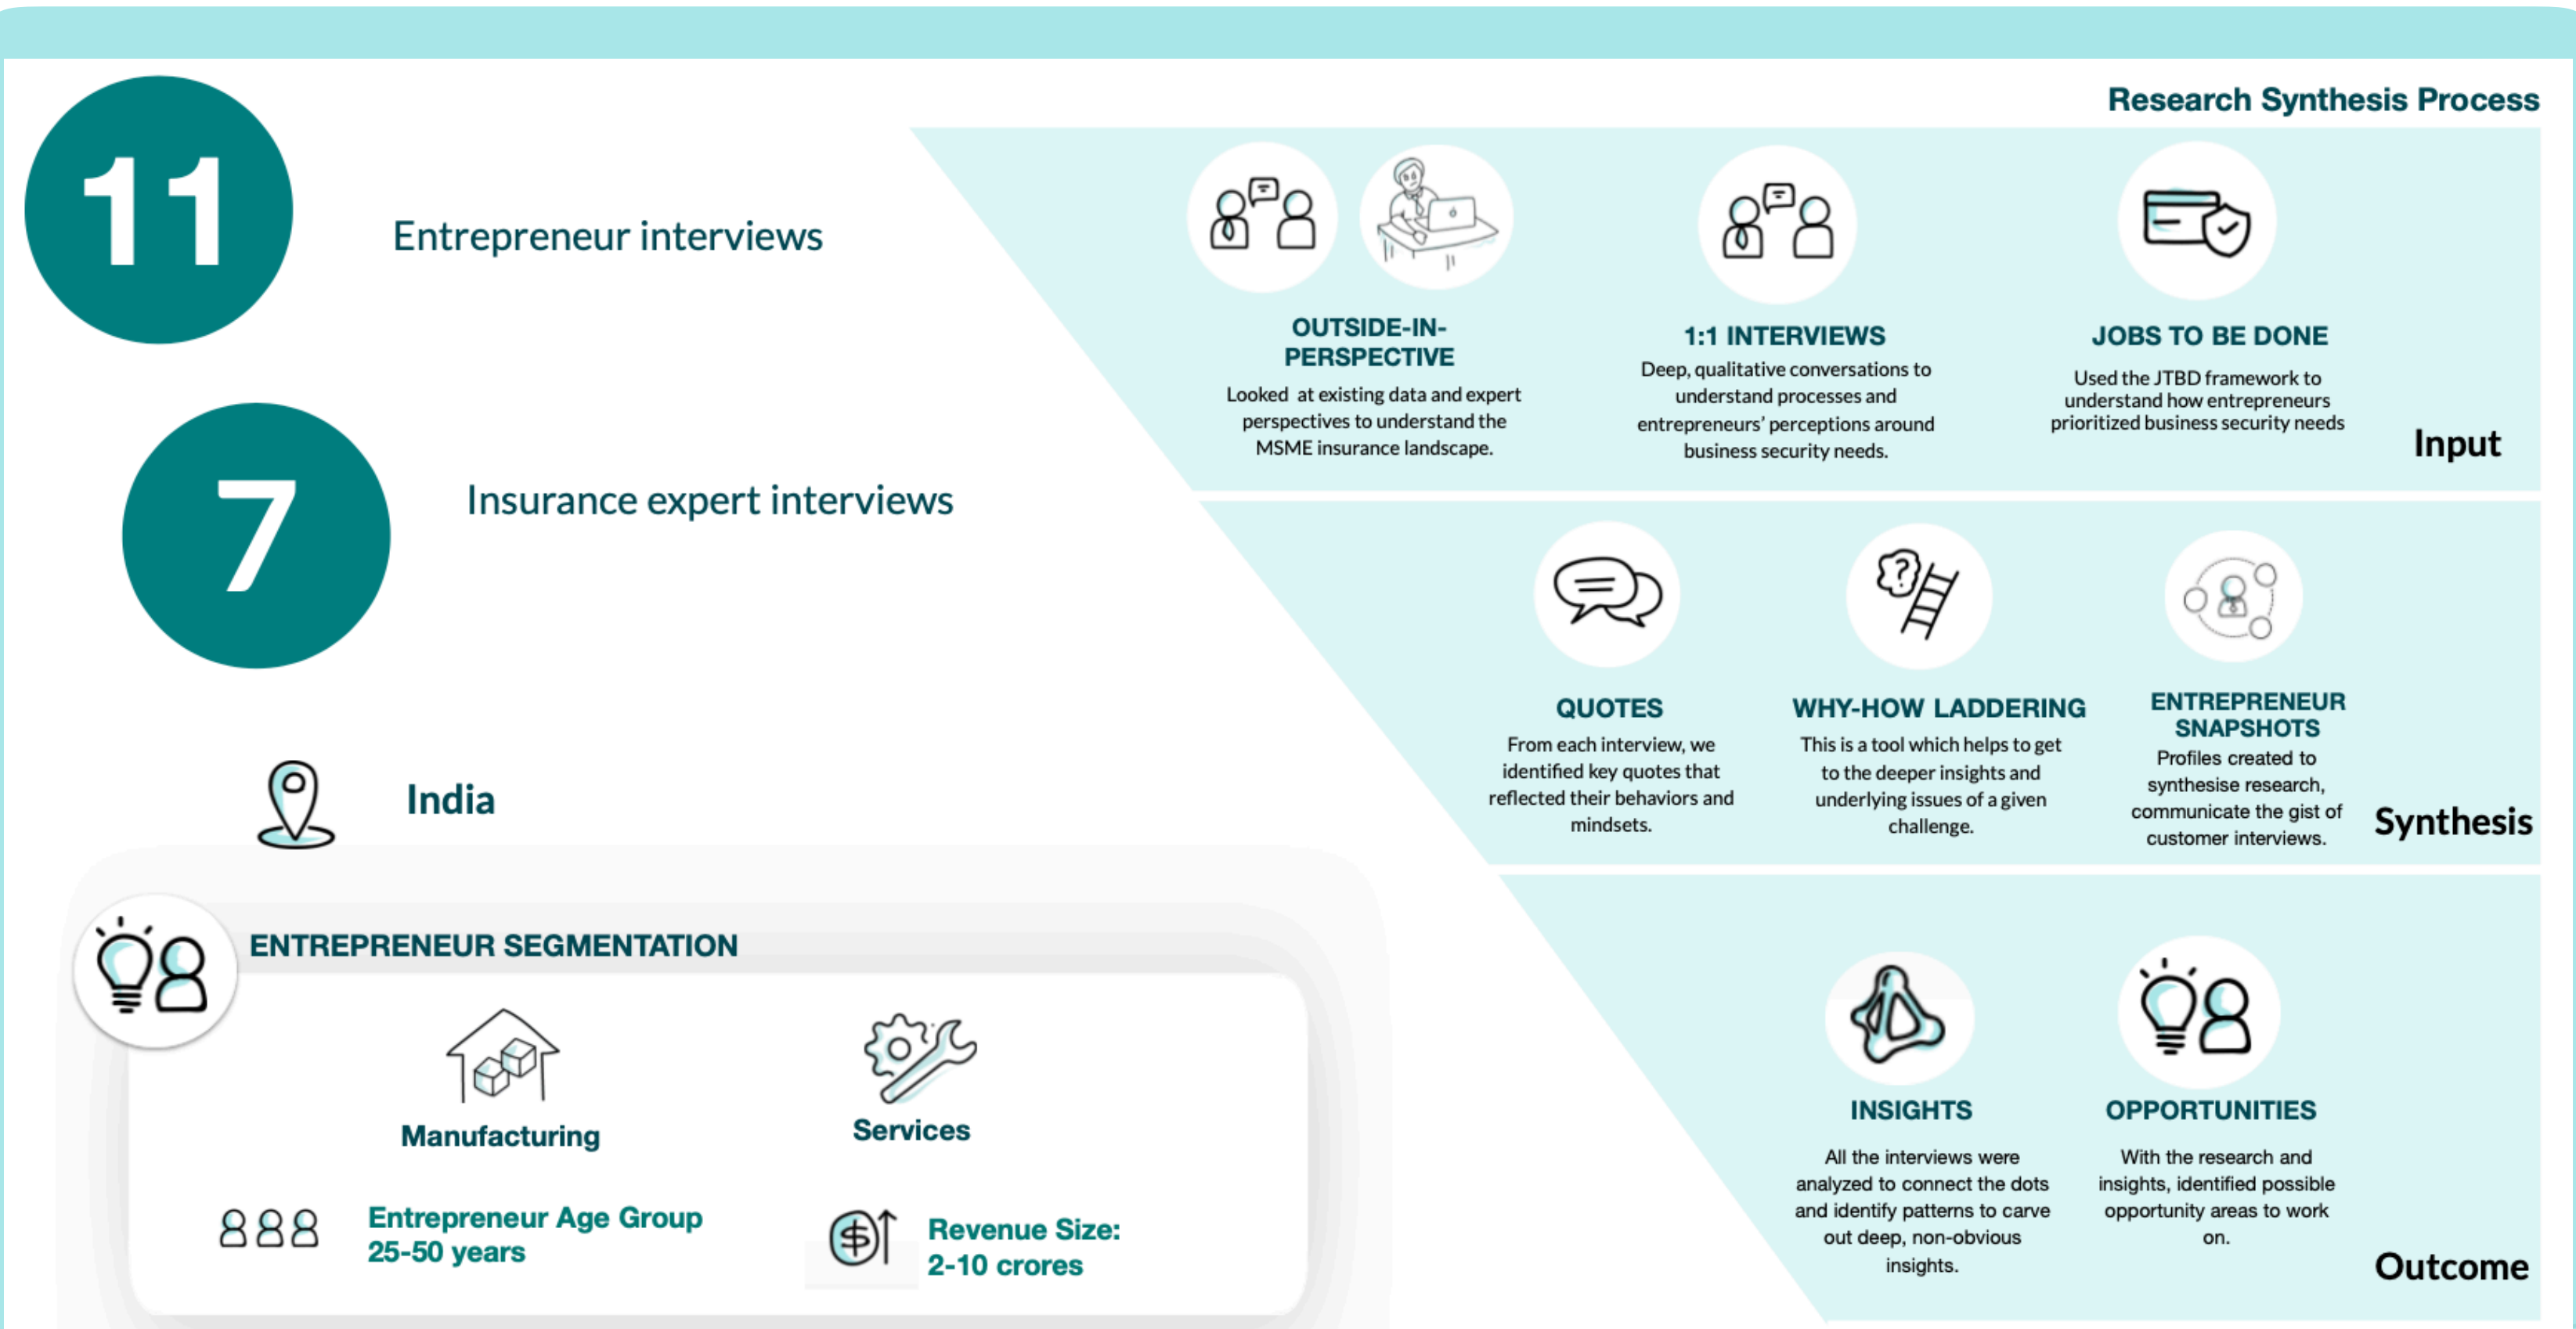 11
Entrepreneur interviews
7
Insurance expert interviews
India
ENTREPRENEUR SEGMENTATION
Manufacturing
Services
Entrepreneur Age Group
25-50 years
Revenue Size:
2-10 crores
Research Synthesis Process
OUTSIDE-IN-
PERSPECTIVE
Looked at existing data and expert
perspectives to understand the
MSME insurance landscape.
1:1 INTERVIEWS
Deep, qualitative conversations to
understand processes and
entrepreneurs' perceptions around
business security needs.
JOBS TO BE DONE
Used the JTBD framework to
understand how entrepreneurs
prioritized business security needs
Input
QUOTES
From each interview, we
identified key quotes that
reflected their behaviors and
mindsets.
WHY-HOW LADDERING
This is a tool which helps to get
to the deeper insights and
underlying issues of a given
challenge.
ENTREPRENEUR
SNAPSHOTS
Profiles created to
synthesise research,
communicate the gist of
customer interviews.
Synthesis
INSIGHTS
All the interviews were
analyzed to connect the dots
and identify patterns to carve
out deep, non-obvious
insights.
OPPORTUNITIES
With the research and
insights, identified possible
opportunity areas to work
on.
Outcome